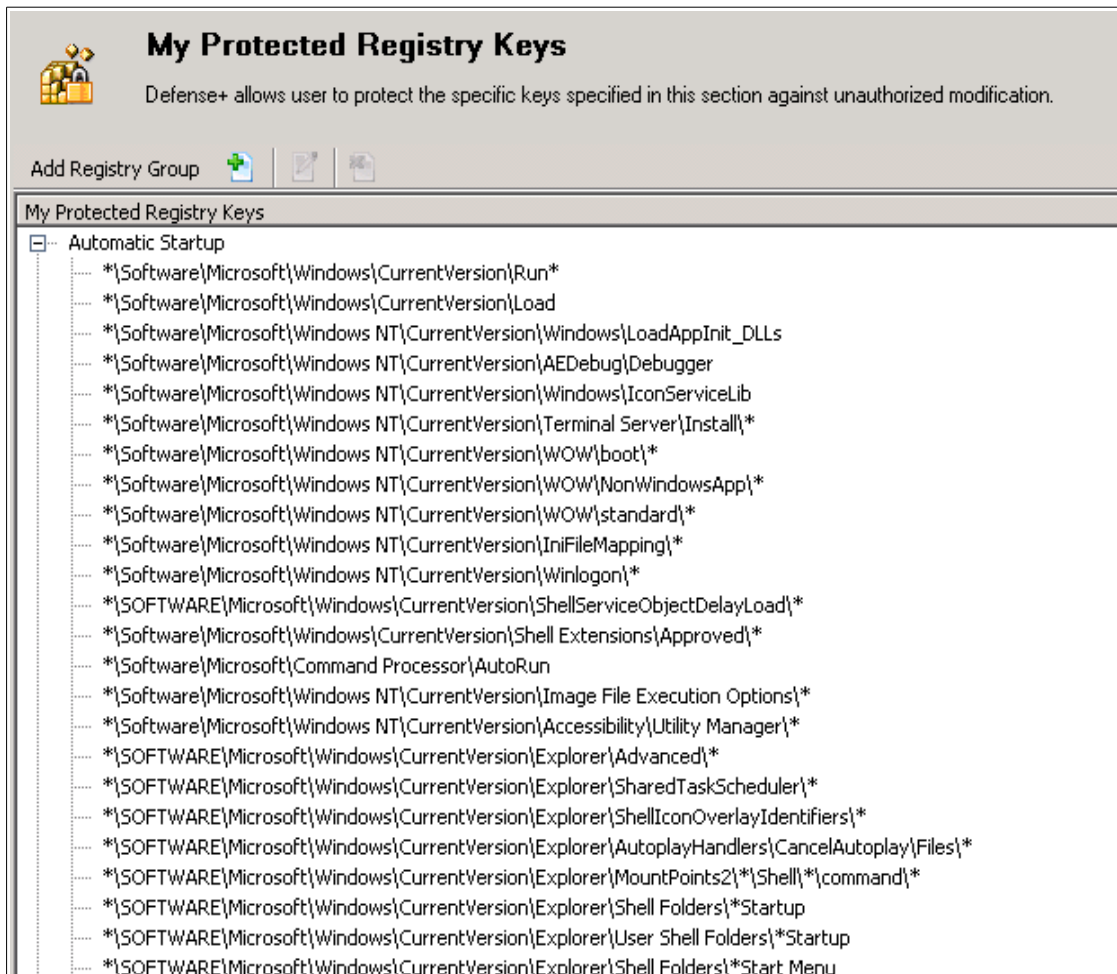 My Protected Registry Keys
Defense+ allows user to protect the specific keys specified in this section against unauthorized modification.
Add Registry Group
My Protected Registry Keys
Automatic Startup
*\Software\Microsoft\Windows\CurrentVersion\Run*
*\Software\Microsoft\Windows\CurrentVersion\Load
*\Software\Microsoft\Windows NT\CurrentVersion\Windows\LoadAppInit_DLLs
*\Software\Microsoft\Windows NT\CurrentVersion\AEDebug\Debugger
*\Software\Microsoft\Windows NT\CurrentVersion\Windows\IconServiceLib
*\Software\Microsoft\Windows NT\CurrentVersion\Terminal Server\Install\*
*\Software\Microsoft\Windows NT\CurrentVersion\WOW\boot\*
*\Software\Microsoft\Windows NT\CurrentVersion\WOW\NonWindowsApp\*
*\Software\Microsoft\Windows NT\CurrentVersion\WOW\standard\*
*\Software\Microsoft\Windows NT\CurrentVersion\IniFileMapping\*
*\Software\Microsoft\Windows NT\CurrentVersion\Winlogon\*
*\SOFTWARE\Microsoft\Windows\CurrentVersion\ShellServiceObjectDelayLoad\*
*\Software\Microsoft\Windows\CurrentVersion\Shell Extensions\Approved\*
*\Software\Microsoft\Command Processor\AutoRun
*\Software\Microsoft\Windows NT\CurrentVersion\Image File Execution Options\*
*\Software\Microsoft\Windows NT\CurrentVersion\Accessibility\Utility Manager\*
*\SOFTWARE\Microsoft\Windows\CurrentVersion\Explorer\Advanced\*
*\SOFTWARE\Microsoft\Windows\CurrentVersion\Explorer\SharedTaskScheduler\*
*\SOFTWARE\Microsoft\Windows\CurrentVersion\Explorer\ShellIconOverlayIdentifiers\*
*\SOFTWARE\Microsoft\Windows\CurrentVersion\Explorer\AutoplayHandlers\CancelAutoplay\Files\*
*\SOFTWARE\Microsoft\Windows\CurrentVersion\Explorer\MountPoints2\*\Shell\*\command\*
*\SOFTWARE\Microsoft\Windows\CurrentVersion\Explorer\Shell Folders\*Startup
*\SOFTWARE\Microsoft\Windows\CurrentVersion\Explorer\User Shell Folders\*Startup
*\SOFTWARE\Microsoft\Windows\CurrentVersion\Explorer\Shell Folders\*Start Menu